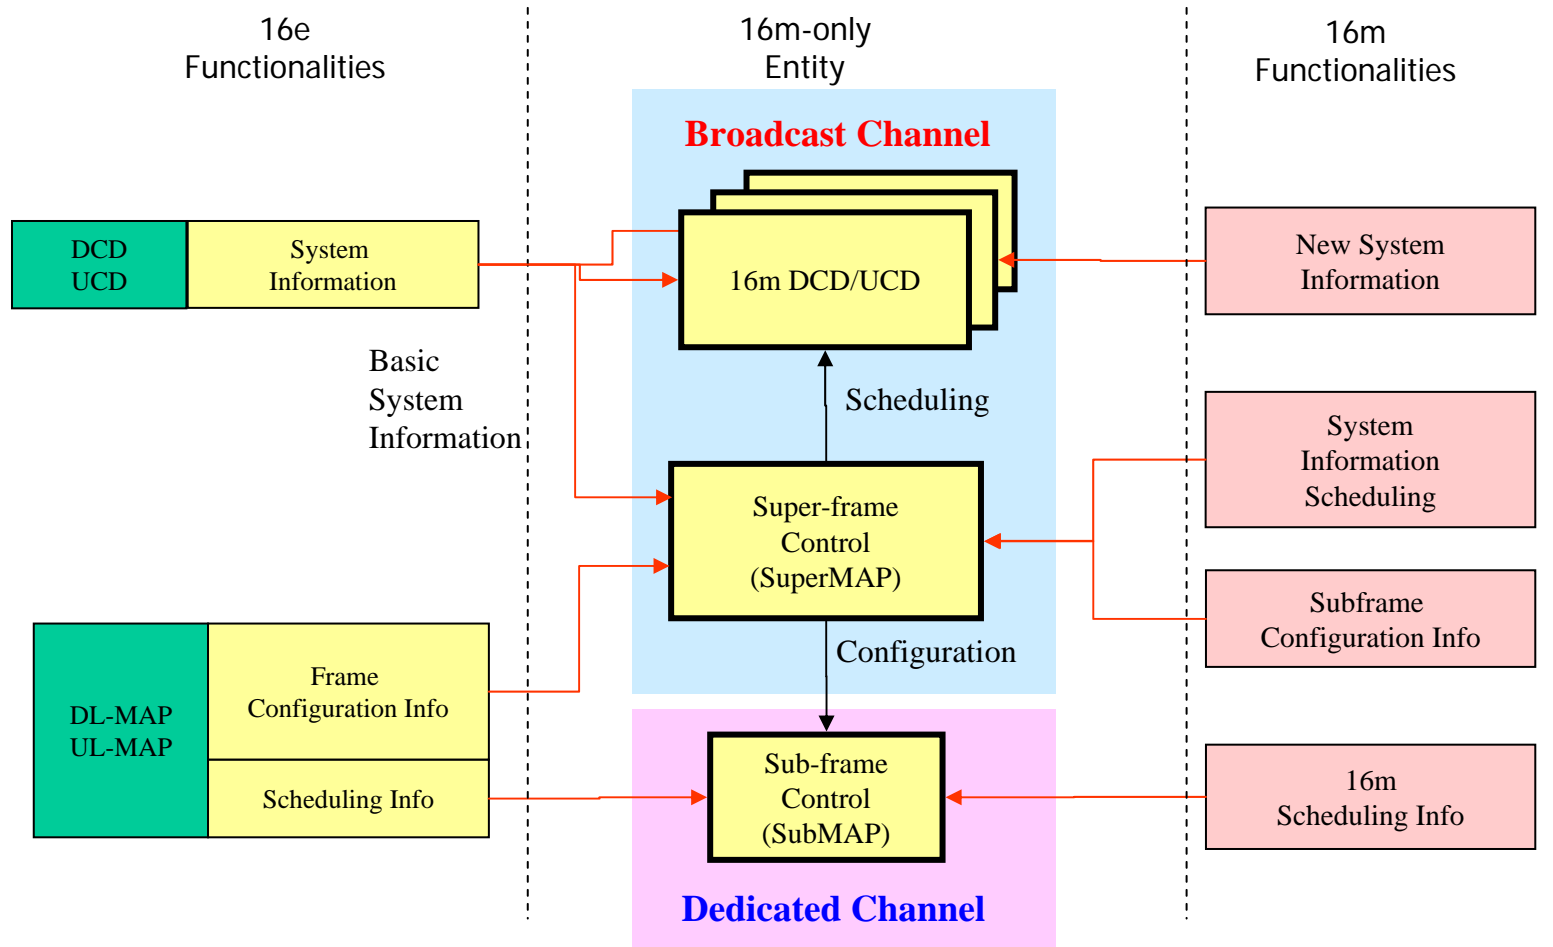 16e
Functionalities
16m-only
Entity
16m
Functionalities
Broadcast Channel
DCD
UCD
System
Information
16m DCD/UCD
New System
Information
Basic
System
Information
Scheduling
System
Information
Scheduling
Super-frame
Control
(SuperMAP)
Subframe
Configuration Info
Configuration
DL-MAP
UL-MAP
Frame
Configuration Info
Scheduling Info
Sub-frame
Control
(SubMAP)
16m
Scheduling Info
Dedicated Channel